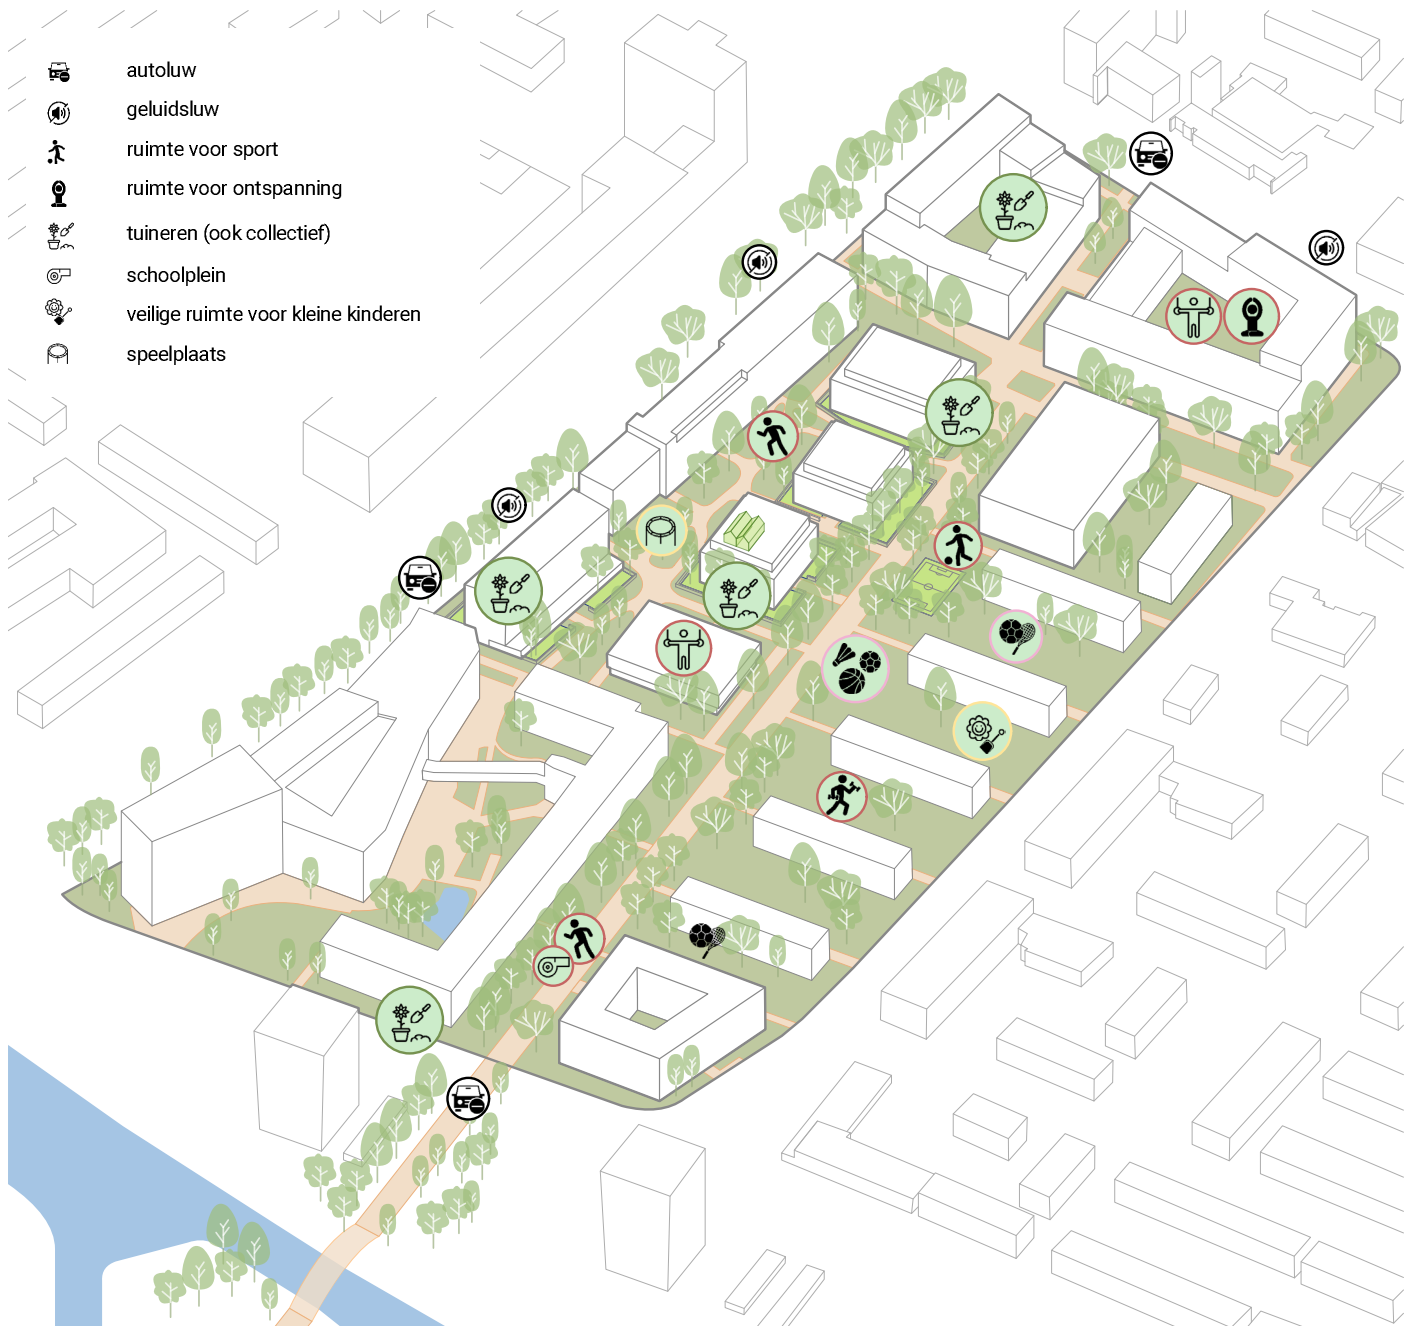 autoluw
geluidsluw
ruimte voor sport
ruimte voor ontspanning
tuineren (ook collectief)
schoolplein
veilige ruimte voor kleine kinderen
speelplaats